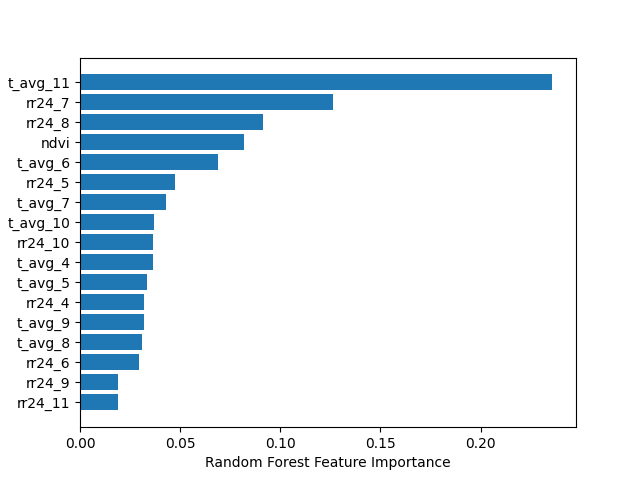 t_avg_11
rr24_7
rr24_8
ndvi
t_avg_6
rr24_5
t_avg_7
t_avg_10
rr24_10
t_avg_4
t_avg_5
rr24_4
t_avg_9
t_avg_8
rr24_6
rr24_9
rr24_11
0.00 0.05 0.10 0.15 0.20
Random Forest Feature Importance